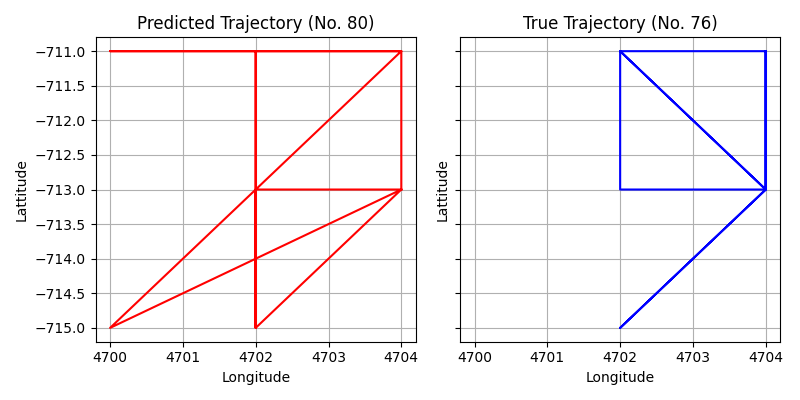 Predicted Trajectory (No. 80)
True Trajectory (No. 76)
−711.0
−711.5
−712.0
−712.5
−713.0
−713.5
−714.0
−714.5
−715.0
Lattitude
Lattitude
4700 4701 4702 4703 4704
4700 4701 4702 4703 4704
Longitude
Longitude